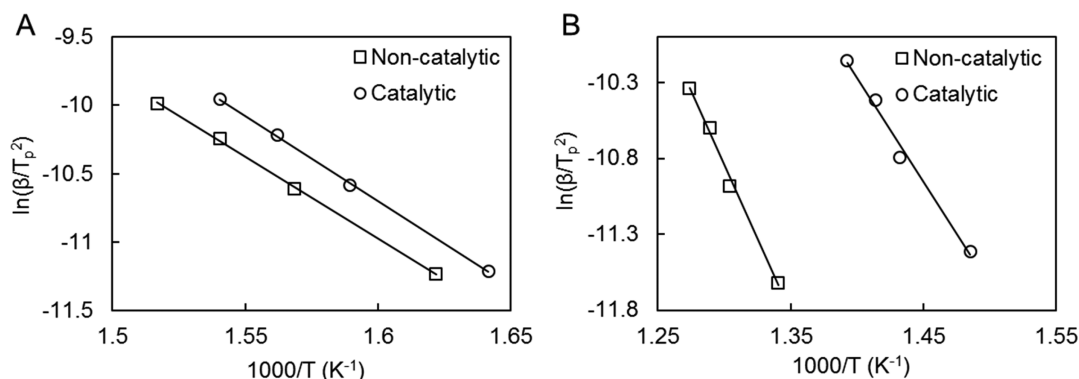 A
-9.5
-10
-10.5
-11
-11.5
ln(β/Tp²)
Non-catalytic
Catalytic
1.5
1.55
1.6
1.65
1000/T (K⁻¹)
B
-10.3
-10.8
-11.3
-11.8
ln(β/Tp²)
Non-catalytic
Catalytic
1.25
1.35
1.45
1.55
1000/T (K⁻¹)